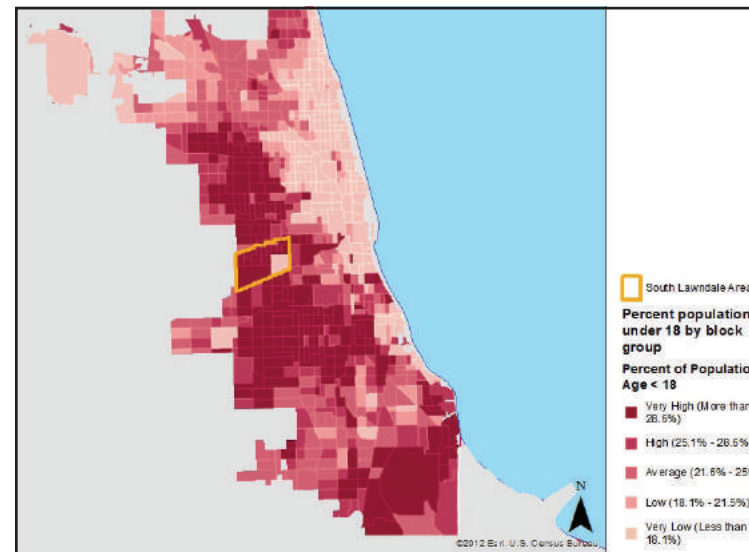 South Lawndale Area
Percent population
under 18 by block
group
Percent of Populatio
Age < 18
Very High (More than
28.6%)
High (25.1% - 28.5%
Average (21.6% - 25
Low (18.1% - 21.5%)
Very Low (Less than
18.1%)
N
©2012 Esri, U.S. Census Bureau